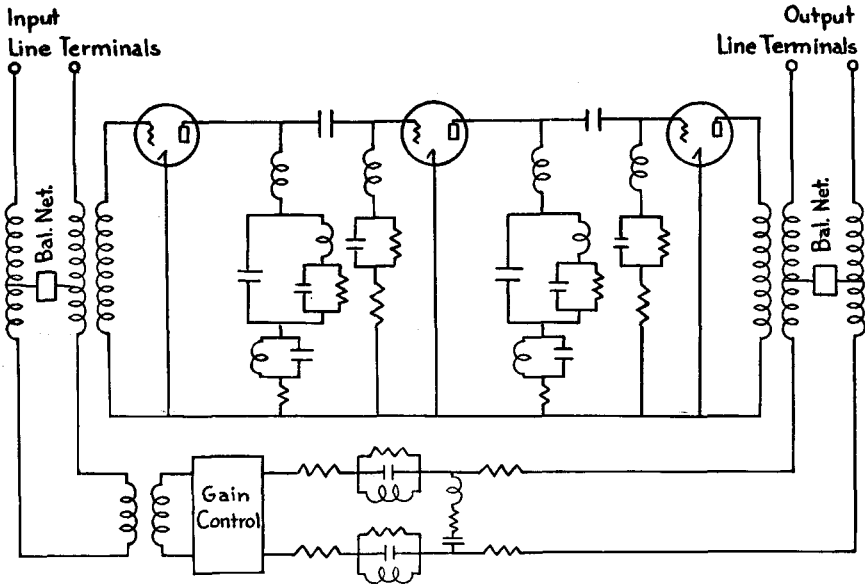 Input
Line Terminals
Output
Line Terminals
Bal. Net.
Bal. Net.
Gain
Control